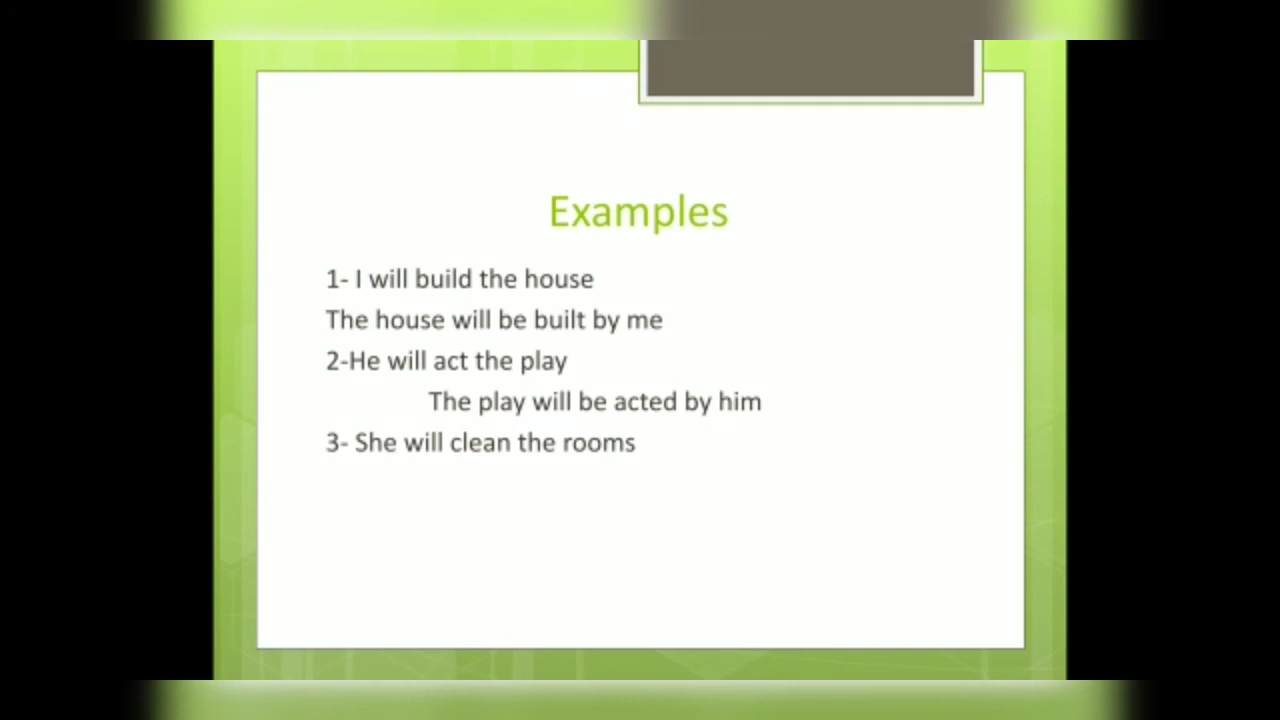 Examples
1- I will build the house
The house will be built by me
2-He will act the play
The play will be acted by him
3- She will clean the rooms